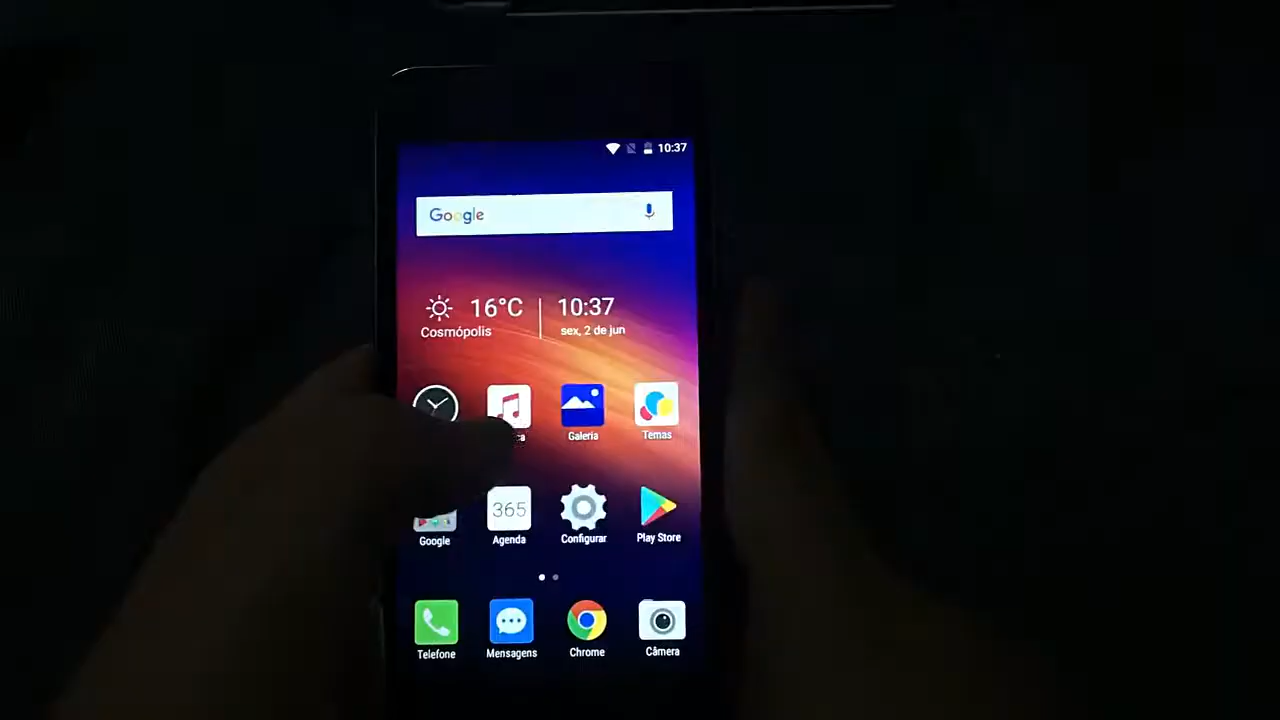 10:37
Google
16°C
10:37
Cosmópolis
sex, 2 de jun
Galeria
Temas
365
Google
Agenda
Configurar
Play Store
Telefone
Mensagens
Chrome
Câmera